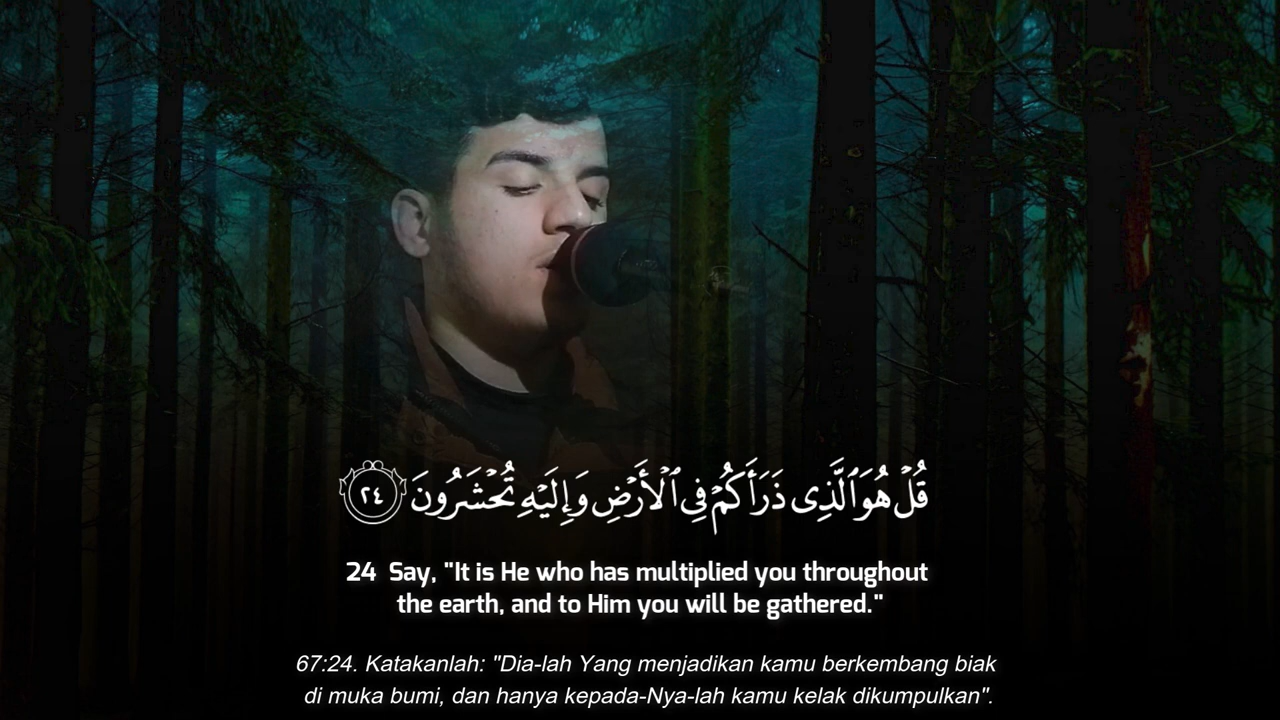 قُلْ هُوَ ٱلَّذِى ذَرَأَكُمْ فِى ٱلْأَرْضِ وَإِلَيْهِ تُحْشَرُونَ ٢٤
24 Say, "It is He who has multiplied you throughout
the earth, and to Him you will be gathered."
67:24. Katakanlah: "Dia-lah Yang menjadikan kamu berkembang biak
di muka bumi, dan hanya kepada-Nya-lah kamu kelak dikumpulkan".